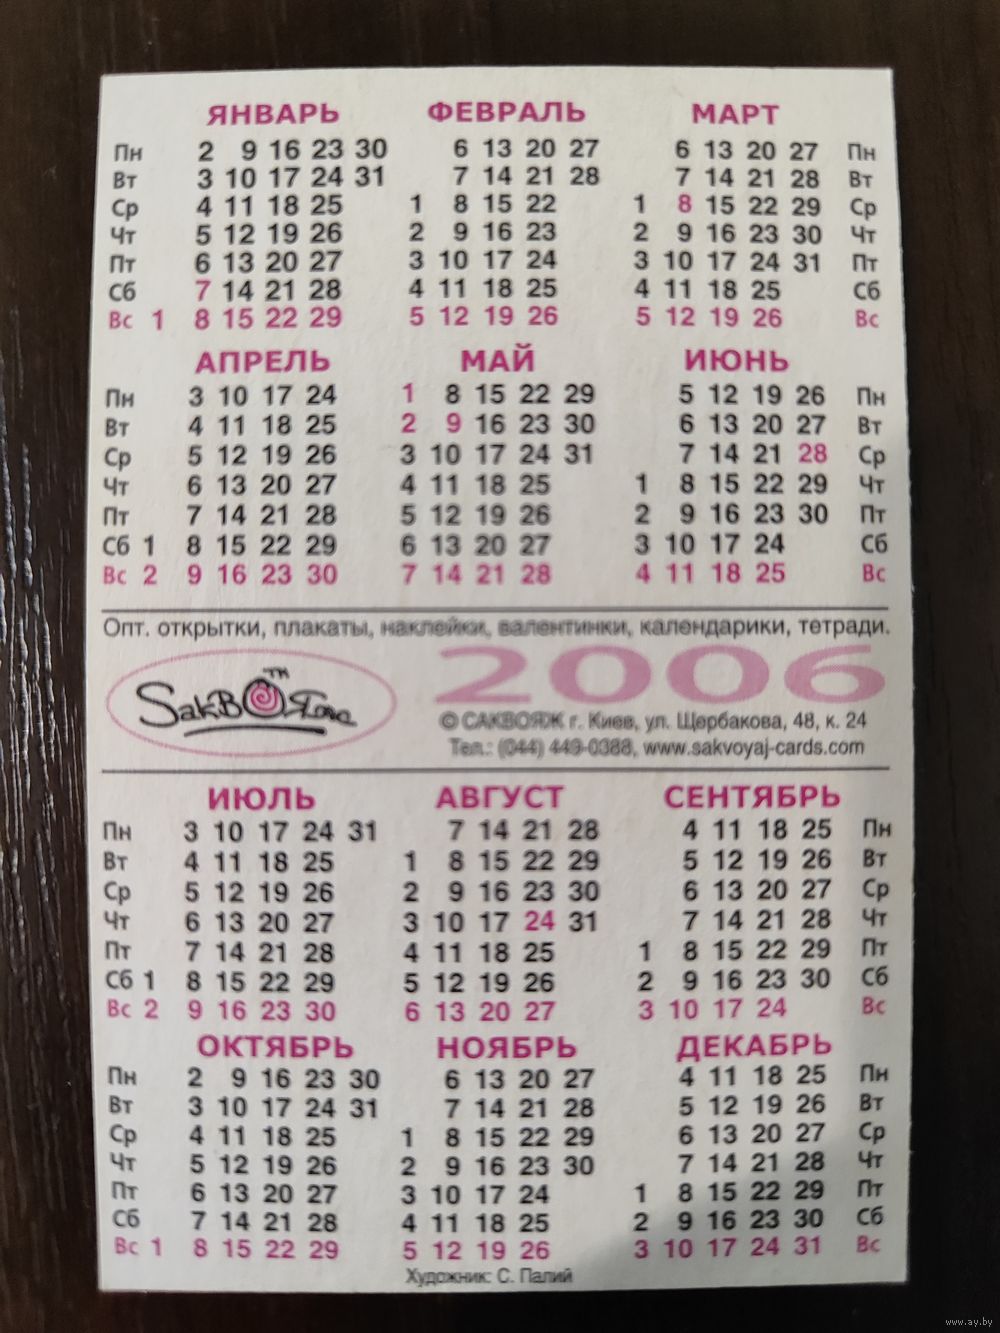 ЯНВАРЬ ФЕВРАЛЬ МАРТ
Пн 2 9 16 23 30 6 13 20 27 6 13 20 27 Пн
Вт 3 10 17 24 31 7 14 21 28 7 14 21 28 Вт
Ср 4 11 18 25 1 8 15 22 1 8 15 22 29 Ср
Чт 5 12 19 26 2 9 16 23 2 9 16 23 30 Чт
Пт 6 13 20 27 3 10 17 24 3 10 17 24 31 Пт
Сб 7 14 21 28 4 11 18 25 4 11 18 25 Сб
Вс 1 8 15 22 29 5 12 19 26 5 12 19 26 Вс
АПРЕЛЬ МАЙ ИЮНЬ
Пн 3 10 17 24 1 8 15 22 29 5 12 19 26 Пн
Вт 4 11 18 25 2 9 16 23 30 6 13 20 27 Вт
Ср 5 12 19 26 3 10 17 24 31 7 14 21 28 Ср
Чт 6 13 20 27 4 11 18 25 1 8 15 22 29 Чт
Пт 7 14 21 28 5 12 19 26 2 9 16 23 30 Пт
Сб 1 8 15 22 29 6 13 20 27 3 10 17 24 Сб
Вс 2 9 16 23 30 7 14 21 28 4 11 18 25 Вс
Опт. открытки, плакаты, наклейки, валентинки, календарики, тетради.
SakВОЯж TM 2006
© САКВОЯЖ г. Киев, ул. Щербакова, 48, к. 24
Тел.: (044) 449-0388, www.sakvoyaj-cards.com
ИЮЛЬ АВГУСТ СЕНТЯБРЬ
Пн 3 10 17 24 31 7 14 21 28 4 11 18 25 Пн
Вт 4 11 18 25 1 8 15 22 29 5 12 19 26 Вт
Ср 5 12 19 26 2 9 16 23 30 6 13 20 27 Ср
Чт 6 13 20 27 3 10 17 24 31 7 14 21 28 Чт
Пт 7 14 21 28 4 11 18 25 1 8 15 22 29 Пт
Сб 1 8 15 22 29 5 12 19 26 2 9 16 23 30 Сб
Вс 2 9 16 23 30 6 13 20 27 3 10 17 24 Вс
ОКТЯБРЬ НОЯБРЬ ДЕКАБРЬ
Пн 2 9 16 23 30 6 13 20 27 4 11 18 25 Пн
Вт 3 10 17 24 31 7 14 21 28 5 12 19 26 Вт
Ср 4 11 18 25 1 8 15 22 29 6 13 20 27 Ср
Чт 5 12 19 26 2 9 16 23 30 7 14 21 28 Чт
Пт 6 13 20 27 3 10 17 24 1 8 15 22 29 Пт
Сб 7 14 21 28 4 11 18 25 2 9 16 23 30 Сб
Вс 1 8 15 22 29 5 12 19 26 3 10 17 24 31 Вс
Художник: С. Палий
www.ay.by